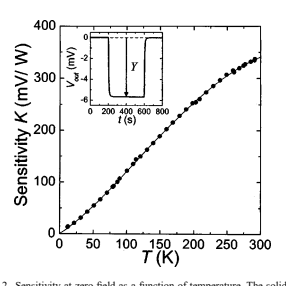 400
300
200
100
0
Sensitivity K (mV/ W)
0
-2
-4
-6
V_out (mV)
Y
0 200 400 600 800
t (s)
0 50 100 150 200 250 300
T (K)
2. Sensitivity at zero field as a function of temperature. The solid